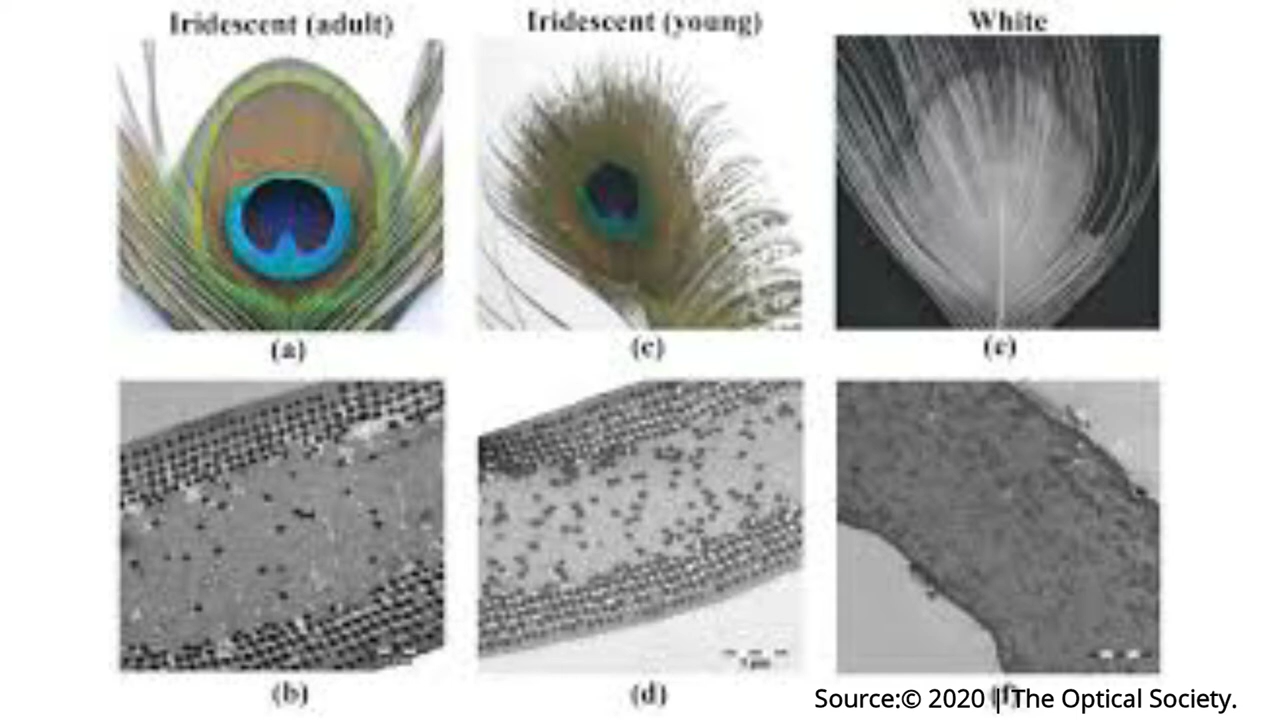 Iridescent (adult)
Iridescent (young)
White
(a)
(c)
(e)
(b)
(d)
Source:© 2020 | The Optical Society.